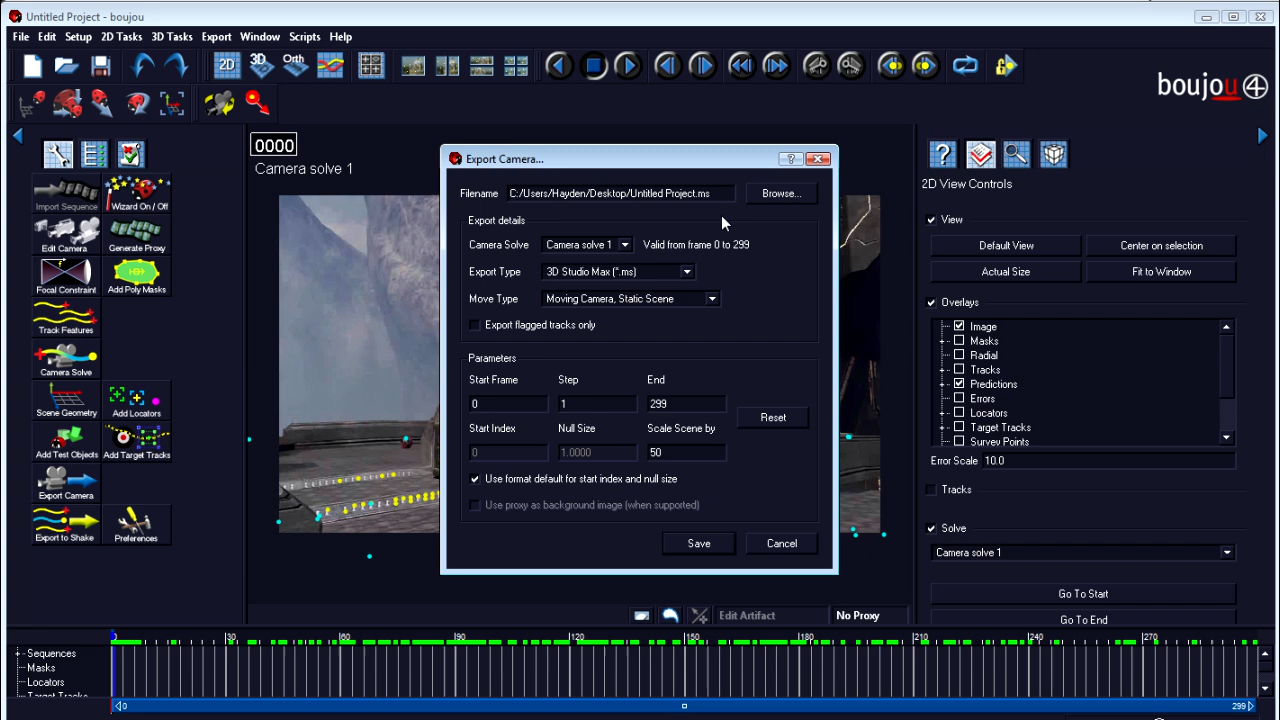 Untitled Project - boujou
File Edit Setup 2D Tasks 3D Tasks Export Window Scripts Help
2D 3D Orth
boujou 4
0000
Camera solve 1
Import Sequence
Wizard On / Off
Edit Camera
Generate Proxy
Focal Constraint
Add Poly Masks
Track Features
Camera Solve
Scene Geometry
Add Locators
Add Test Objects
Add Target Tracks
Export Camera
Export to Shake
Preferences
Export Camera...
Filename C:/Users/Hayden/Desktop/Untitled Project.ms Browse...
Export details
Camera Solve Camera solve 1 Valid from frame 0 to 299
Export Type 3D Studio Max (*.ms)
Move Type Moving Camera, Static Scene
Export flagged tracks only
Parameters
Start Frame Step End
0 1 299
Reset
Start Index Null Size Scale Scene by
0 1.0000 50
Use format default for start index and null size
Use proxy as background image (when supported)
Save Cancel
2D View Controls
View
Default View Center on selection
Actual Size Fit to Window
Overlays
Image
Masks
Radial
Tracks
Predictions
Errors
Locators
Target Tracks
Survey Points
Error Scale 10.0
Tracks
Solve
Camera solve 1
Go To Start
Go To End
Edit Artifact No Proxy
0 30 60 90 120 150 180 210 240 270
Sequences
Masks
Locators
Target Tracks
0 299